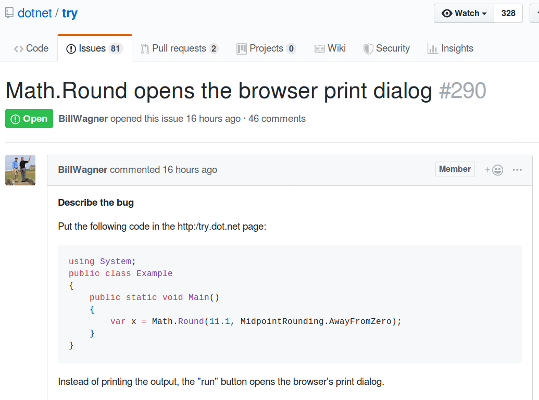 dotnet / try
Watch 328
Code Issues 81 Pull requests 2 Projects 0 Wiki Security Insights
Math.Round opens the browser print dialog #290
Open BillWagner opened this issue 16 hours ago · 46 comments
BillWagner commented 16 hours ago Member
Describe the bug
Put the following code in the http:/try.dot.net page:
using System;
public class Example
{
public static void Main()
{
var x = Math.Round(11.1, MidpointRounding.AwayFromZero);
}
}
Instead of printing the output, the "run" button opens the browser's print dialog.